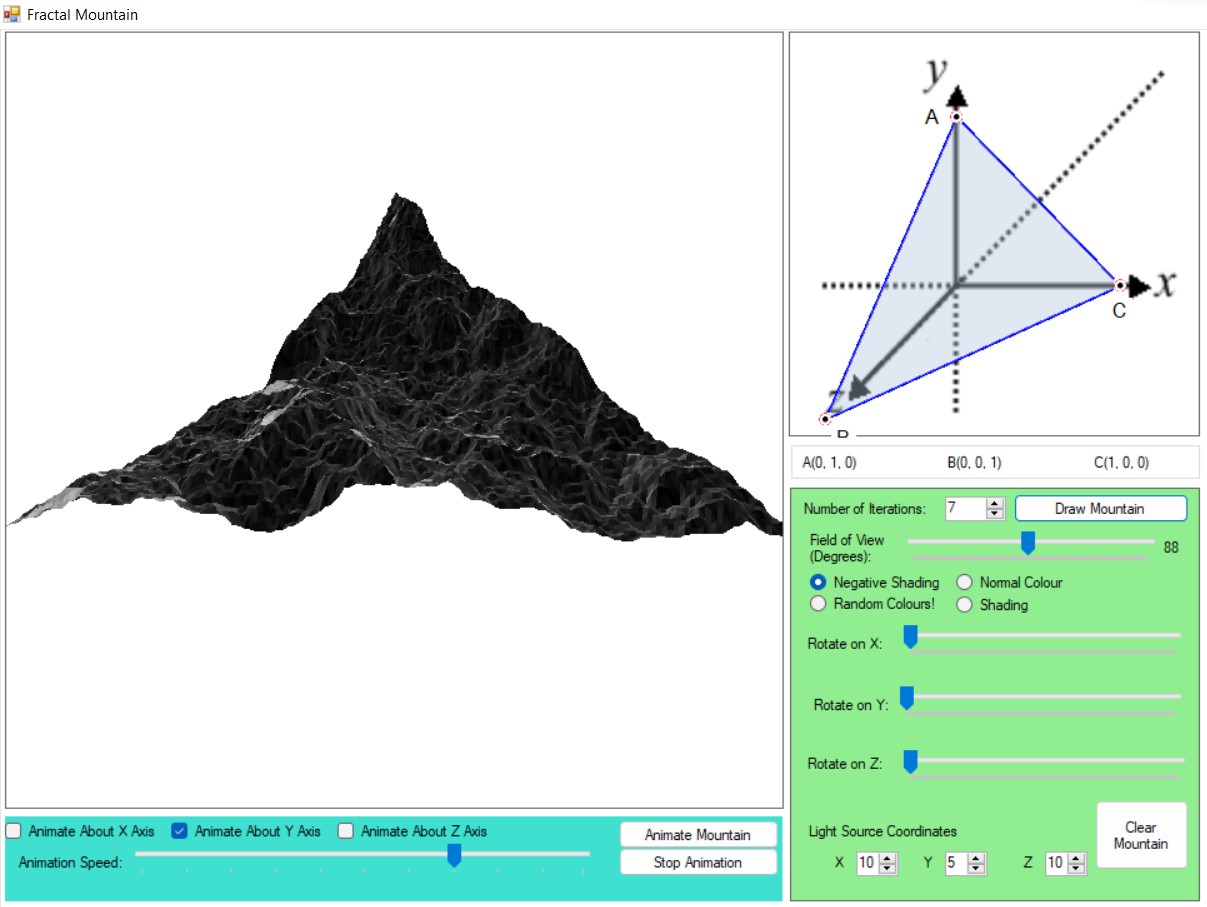 Fractal Mountain
y
A
x
C
A(0, 1, 0) B(0, 0, 1) C(1, 0, 0)
Number of Iterations: 7 Draw Mountain
Field of View
(Degrees): 88
Negative Shading Normal Colour
Random Colours! Shading
Rotate on X:
Rotate on Y:
Rotate on Z:
Light Source Coordinates
X 10 Y 5 Z 10
Clear
Mountain
Animate About X Axis Animate About Y Axis Animate About Z Axis
Animation Speed:
Animate Mountain
Stop Animation